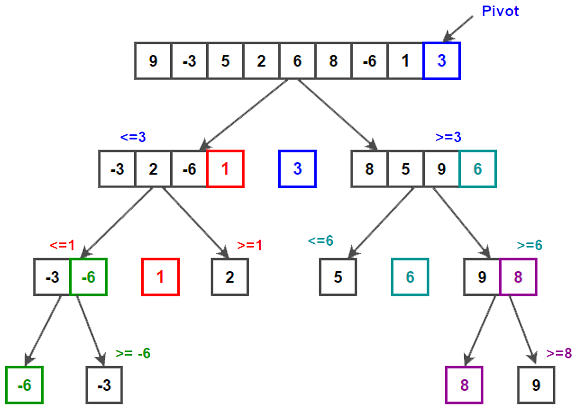 Pivot
9 -3 5 2 6 8 -6 1 3
<=3 >=3
-3 2 -6 1 3 8 5 9 6
<=1 >=1 <=6 >=6
-3 -6 1 2 5 6 9 8
>= -6 >=8
-6 -3 8 9